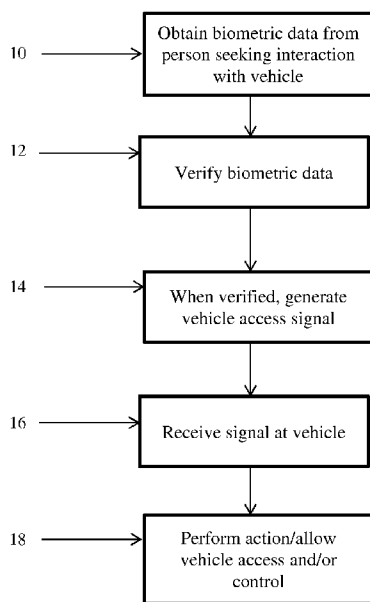 10
Obtain biometric data from
person seeking interaction
with vehicle
12
Verify biometric data
14
When verified, generate
vehicle access signal
16
Receive signal at vehicle
18
Perform action/allow
vehicle access and/or
control